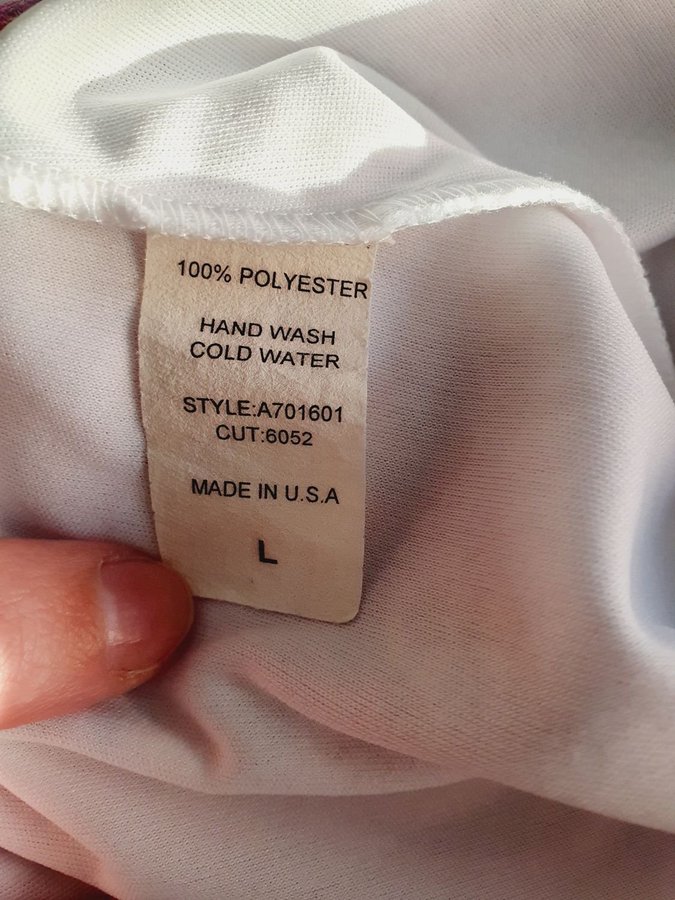 100% POLYESTER
HAND WASH
COLD WATER
STYLE:A701601
CUT:6052
MADE IN U.S.A
L